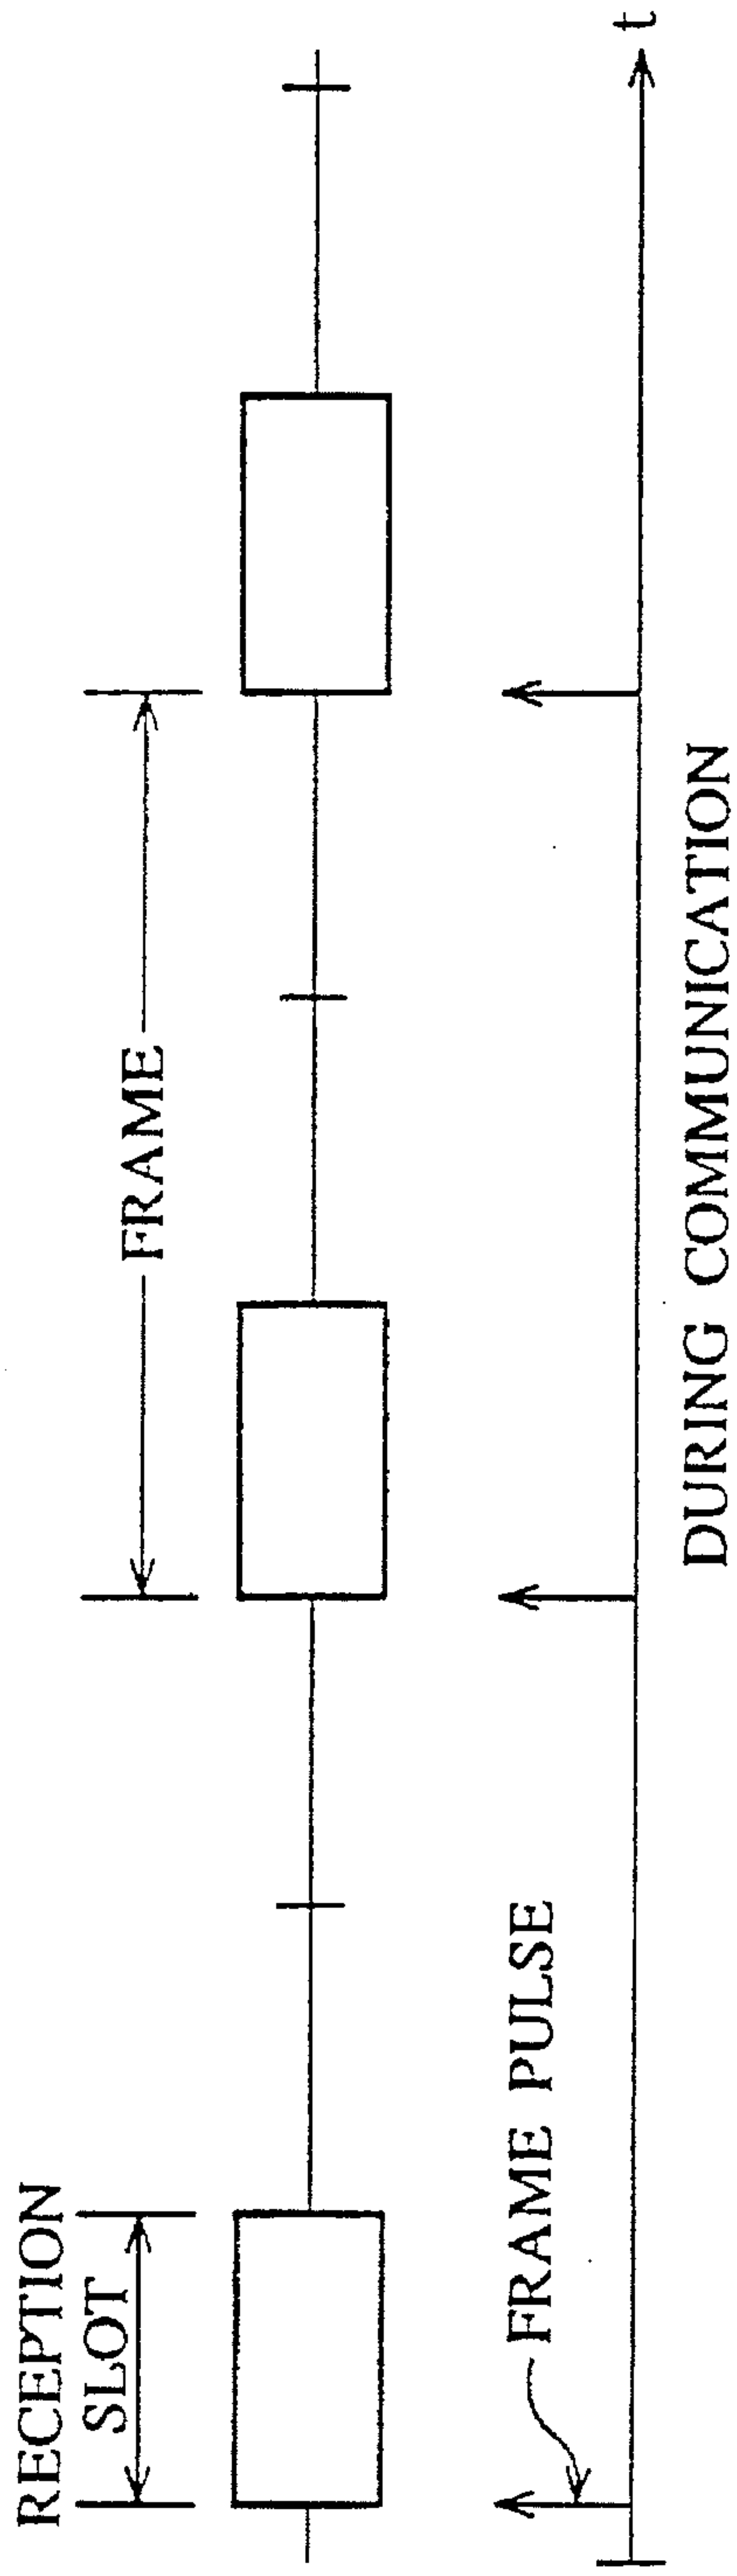 RECEPTION
SLOT
FRAME
FRAME PULSE
t
DURING COMMUNICATION